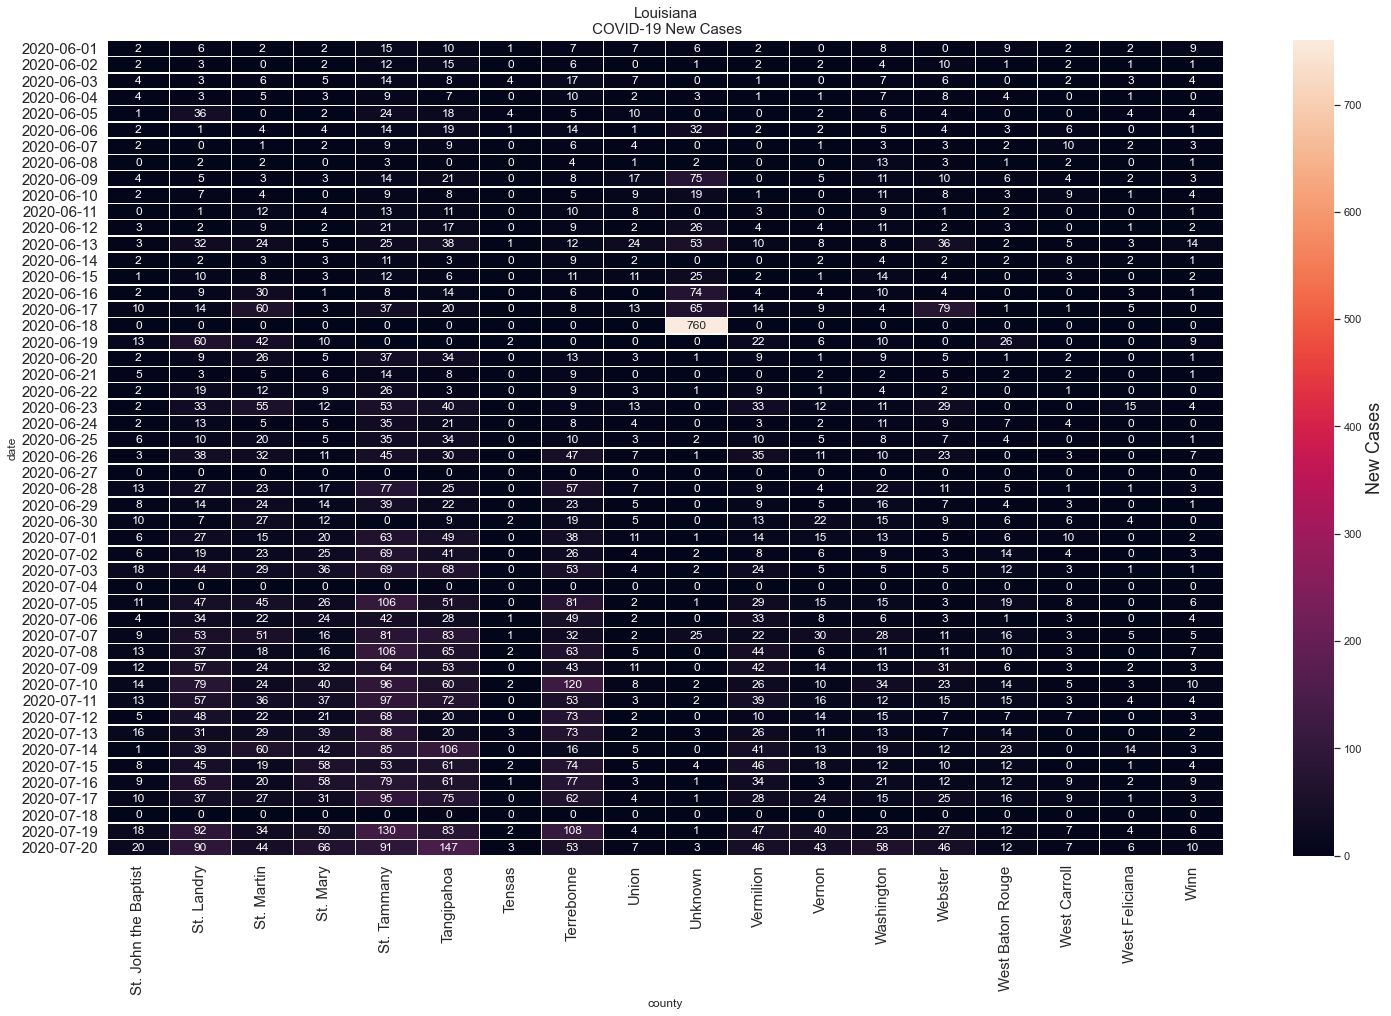 Louisiana
COVID-19 New Cases
2020-06-01 2 6 2 2 15 10 1 7 7 6 2 0 8 0 9 2 2 9
2020-06-02 2 3 0 2 12 15 0 6 0 1 2 2 4 10 1 2 1 1
2020-06-03 4 3 6 5 14 8 4 17 7 0 1 0 7 6 0 2 3 4
2020-06-04 4 3 5 3 9 7 0 10 2 3 1 1 7 8 4 0 1 0
2020-06-05 1 36 0 2 24 18 4 5 10 0 0 2 6 4 0 0 4 4
2020-06-06 2 1 4 4 14 19 1 14 1 32 2 2 5 4 3 6 0 1
2020-06-07 2 0 1 2 9 9 0 6 4 0 0 1 3 3 2 10 2 3
2020-06-08 0 2 2 0 3 0 0 4 1 2 0 0 13 3 1 2 0 1
2020-06-09 4 5 3 3 14 21 0 8 17 75 0 5 11 10 6 4 2 3
2020-06-10 2 7 4 0 9 8 0 5 9 19 1 0 11 8 3 9 1 4
2020-06-11 0 1 12 4 13 11 0 10 8 0 3 0 9 1 2 0 0 1
2020-06-12 3 2 9 2 21 17 0 9 2 26 4 4 11 2 3 0 1 2
2020-06-13 3 32 24 5 25 38 1 12 24 53 10 8 8 36 2 5 3 14
2020-06-14 2 2 3 3 11 3 0 9 2 0 0 2 4 2 2 8 2 1
2020-06-15 1 10 8 3 12 6 0 11 11 25 2 1 14 4 0 3 0 2
2020-06-16 2 9 30 1 8 14 0 6 0 74 4 4 10 4 0 0 3 1
2020-06-17 10 14 60 3 37 20 0 8 13 65 14 9 4 79 1 1 5 0
2020-06-18 0 0 0 0 0 0 0 0 0 760 0 0 0 0 0 0 0 0
2020-06-19 13 60 42 10 0 0 2 0 0 0 22 6 10 0 26 0 0 9
2020-06-20 2 9 26 5 37 34 0 13 3 1 9 1 9 5 1 2 0 1
2020-06-21 5 3 5 6 14 8 0 9 0 0 0 2 2 5 2 2 0 1
2020-06-22 2 19 12 9 26 3 0 9 3 1 9 1 4 2 0 1 0 0
2020-06-23 2 33 55 12 53 40 0 9 13 0 33 12 11 29 0 0 15 4
2020-06-24 2 13 5 5 35 21 0 8 4 0 3 2 11 9 7 4 0 0
2020-06-25 6 10 20 5 35 34 0 10 3 2 10 5 8 7 4 0 0 1
2020-06-26 3 38 32 11 45 30 0 47 7 1 35 11 10 23 0 3 0 7
2020-06-27 0 0 0 0 0 0 0 0 0 0 0 0 0 0 0 0 0 0
2020-06-28 13 27 23 17 77 25 0 57 7 0 9 4 22 11 5 1 1 3
2020-06-29 8 14 24 14 39 22 0 23 5 0 9 5 16 7 4 3 0 1
2020-06-30 10 7 27 12 0 9 2 19 5 0 13 22 15 9 6 6 4 0
2020-07-01 6 27 15 20 63 49 0 38 11 1 14 15 13 5 6 10 0 2
2020-07-02 6 19 23 25 69 41 0 26 4 2 8 6 9 3 14 4 0 3
2020-07-03 18 44 29 36 69 68 0 53 4 2 24 5 5 5 12 3 1 1
2020-07-04 0 0 0 0 0 0 0 0 0 0 0 0 0 0 0 0 0 0
2020-07-05 11 47 45 26 106 51 0 81 2 1 29 15 15 3 19 8 0 6
2020-07-06 4 34 22 24 42 28 1 49 2 0 33 8 6 3 1 3 0 4
2020-07-07 9 53 51 16 81 83 1 32 2 25 22 30 28 11 16 3 5 5
2020-07-08 13 37 18 16 106 65 2 63 5 0 44 6 11 11 10 3 0 7
2020-07-09 12 57 24 32 64 53 0 43 11 0 42 14 13 31 6 3 2 3
2020-07-10 14 79 24 40 96 60 2 120 8 2 26 10 34 23 14 5 3 10
2020-07-11 13 57 36 37 97 72 0 53 3 2 39 16 12 15 15 3 4 4
2020-07-12 5 48 22 21 68 20 0 73 2 0 10 14 15 7 7 7 0 3
2020-07-13 16 31 29 39 88 20 3 73 2 3 26 11 13 7 14 0 0 2
2020-07-14 1 39 60 42 85 106 0 16 5 0 41 13 19 12 23 0 14 3
2020-07-15 8 45 19 58 53 61 2 74 5 4 46 18 12 10 12 0 1 4
2020-07-16 9 65 20 58 79 61 1 77 3 1 34 3 21 12 12 9 2 9
2020-07-17 10 37 27 31 95 75 0 62 4 1 28 24 15 25 16 9 1 3
2020-07-18 0 0 0 0 0 0 0 0 0 0 0 0 0 0 0 0 0 0
2020-07-19 18 92 34 50 130 83 2 108 4 1 47 40 23 27 12 7 4 6
2020-07-20 20 90 44 66 91 147 3 53 7 3 46 43 58 46 12 7 6 10
date
St. John the Baptist
St. Landry
St. Martin
St. Mary
St. Tammany
Tangipahoa
Tensas
Terrebonne
Union
Unknown
Vermilion
Vernon
Washington
Webster
West Baton Rouge
West Carroll
West Feliciana
Winn
county
700
600
500
400
300
200
100
0
New Cases